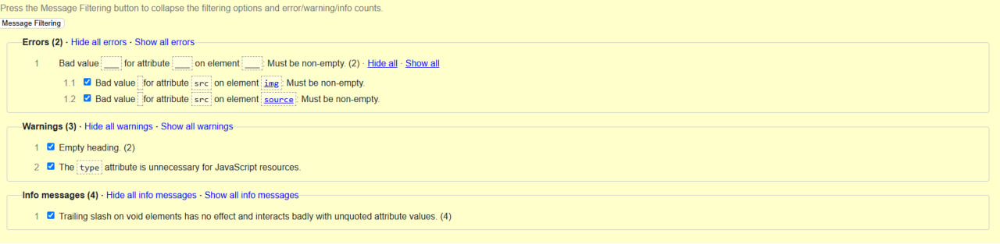 Press the Message Filtering button to collapse the filtering options and error/warning/info counts.
Message Filtering
Errors (2) · Hide all errors · Show all errors
1 Bad value ___ for attribute ___ on element ___: Must be non-empty. (2) · Hide all · Show all
1.1 Bad value for attribute src on element img: Must be non-empty.
1.2 Bad value for attribute src on element source: Must be non-empty.
Warnings (3) · Hide all warnings · Show all warnings
1 Empty heading. (2)
2 The type attribute is unnecessary for JavaScript resources.
Info messages (4) · Hide all info messages · Show all info messages
1 Trailing slash on void elements has no effect and interacts badly with unquoted attribute values. (4)